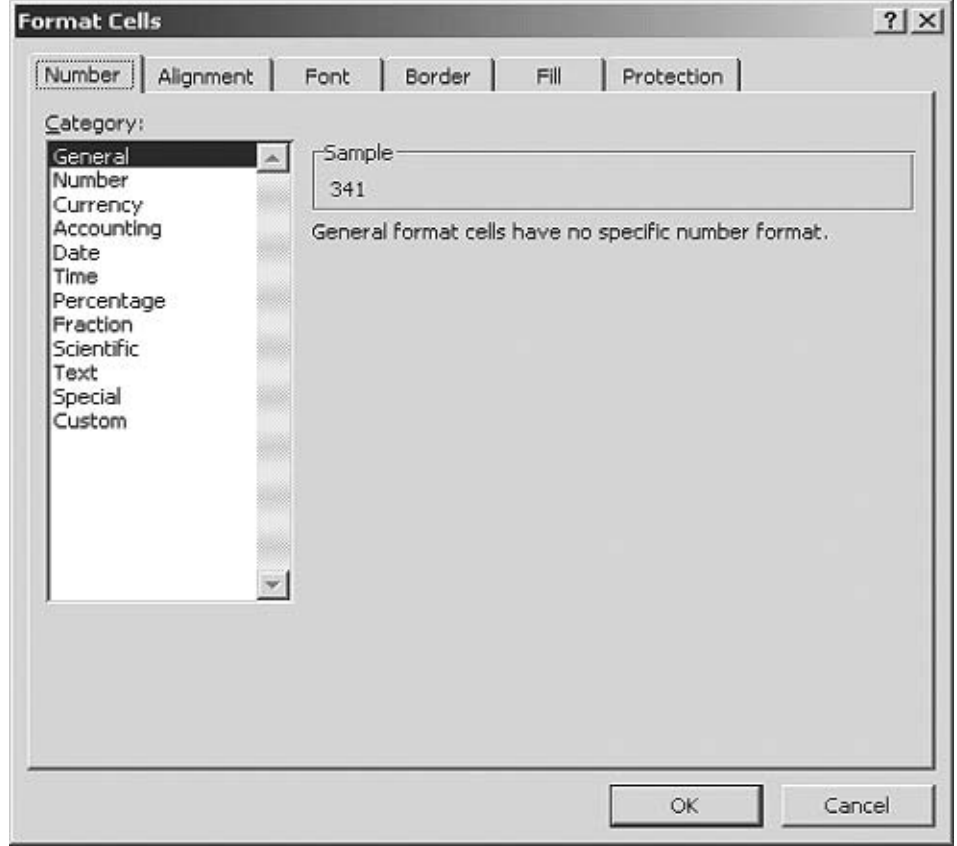 Format Cells
Number Alignment Font Border Fill Protection
Category:
General
Number
Currency
Accounting
Date
Time
Percentage
Fraction
Scientific
Text
Special
Custom
Sample
341
General format cells have no specific number format.
OK Cancel